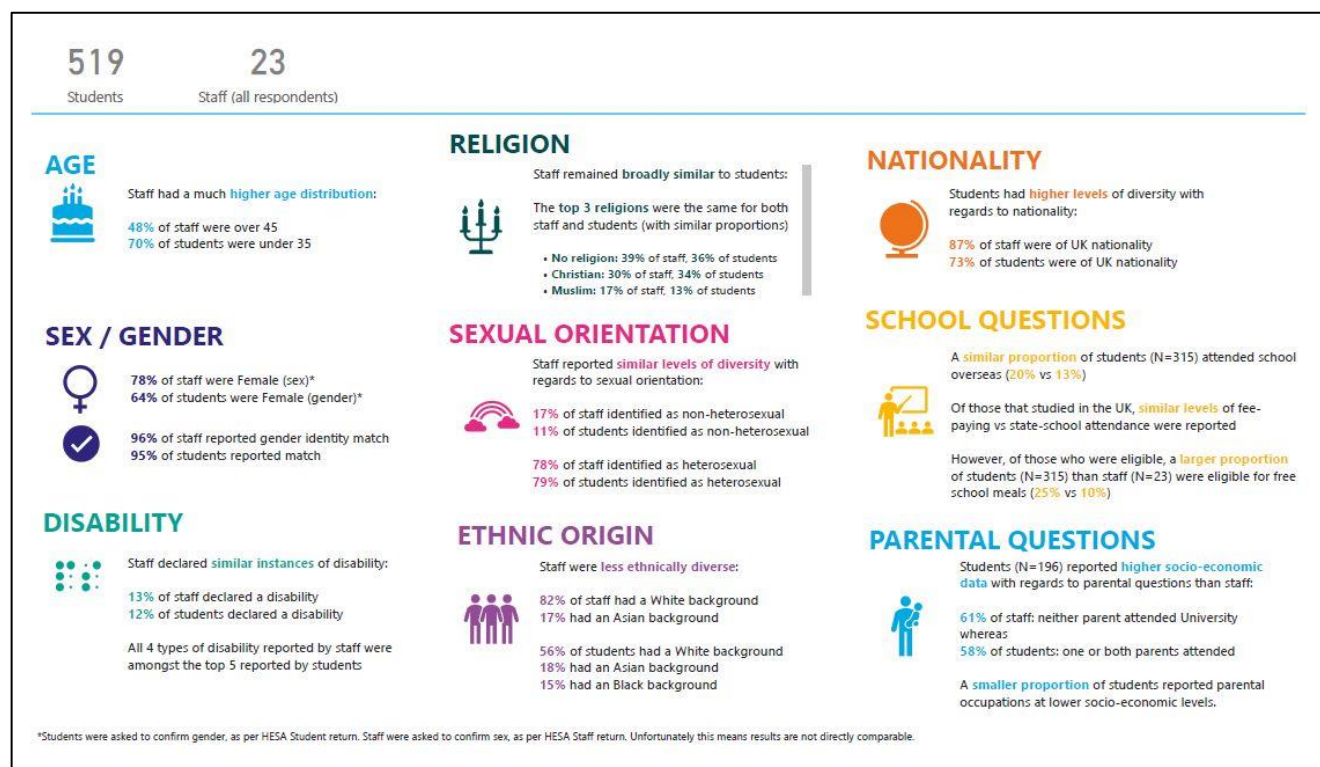 519
Students
23
Staff (all respondents)
AGE
Staff had a much higher age distribution:
48% of staff were over 45
70% of students were under 35
RELIGION
Staff remained broadly similar to students:
The top 3 religions were the same for both
staff and students (with similar proportions)
• No religion: 39% of staff, 36% of students
• Christian: 30% of staff, 34% of students
• Muslim: 17% of staff, 13% of students
NATIONALITY
Students had higher levels of diversity with
regards to nationality:
87% of staff were of UK nationality
73% of students were of UK nationality
SEX / GENDER
78% of staff were Female (sex)*
64% of students were Female (gender)*
96% of staff reported gender identity match
95% of students reported match
SEXUAL ORIENTATION
Staff reported similar levels of diversity with
regards to sexual orientation:
17% of staff identified as non-heterosexual
11% of students identified as non-heterosexual
78% of staff identified as heterosexual
79% of students identified as heterosexual
SCHOOL QUESTIONS
A similar proportion of students (N=315) attended school
overseas (20% vs 13%)
Of those that studied in the UK, similar levels of fee-
paying vs state-school attendance were reported
However, of those who were eligible, a larger proportion
of students (N=315) than staff (N=23) were eligible for free
school meals (25% vs 10%)
DISABILITY
Staff declared similar instances of disability:
13% of staff declared a disability
12% of students declared a disability
All 4 types of disability reported by staff were
amongst the top 5 reported by students
ETHNIC ORIGIN
Staff were less ethnically diverse:
82% of staff had a White background
17% had an Asian background
56% of students had a White background
18% had an Asian background
15% had an Black background
PARENTAL QUESTIONS
Students (N=196) reported higher socio-economic
data with regards to parental questions than staff:
61% of staff: neither parent attended University
whereas
58% of students: one or both parents attended
A smaller proportion of students reported parental
occupations at lower socio-economic levels.
*Students were asked to confirm gender, as per HESA Student return. Staff were asked to confirm sex, as per HESA Staff return. Unfortunately this means results are not directly comparable.